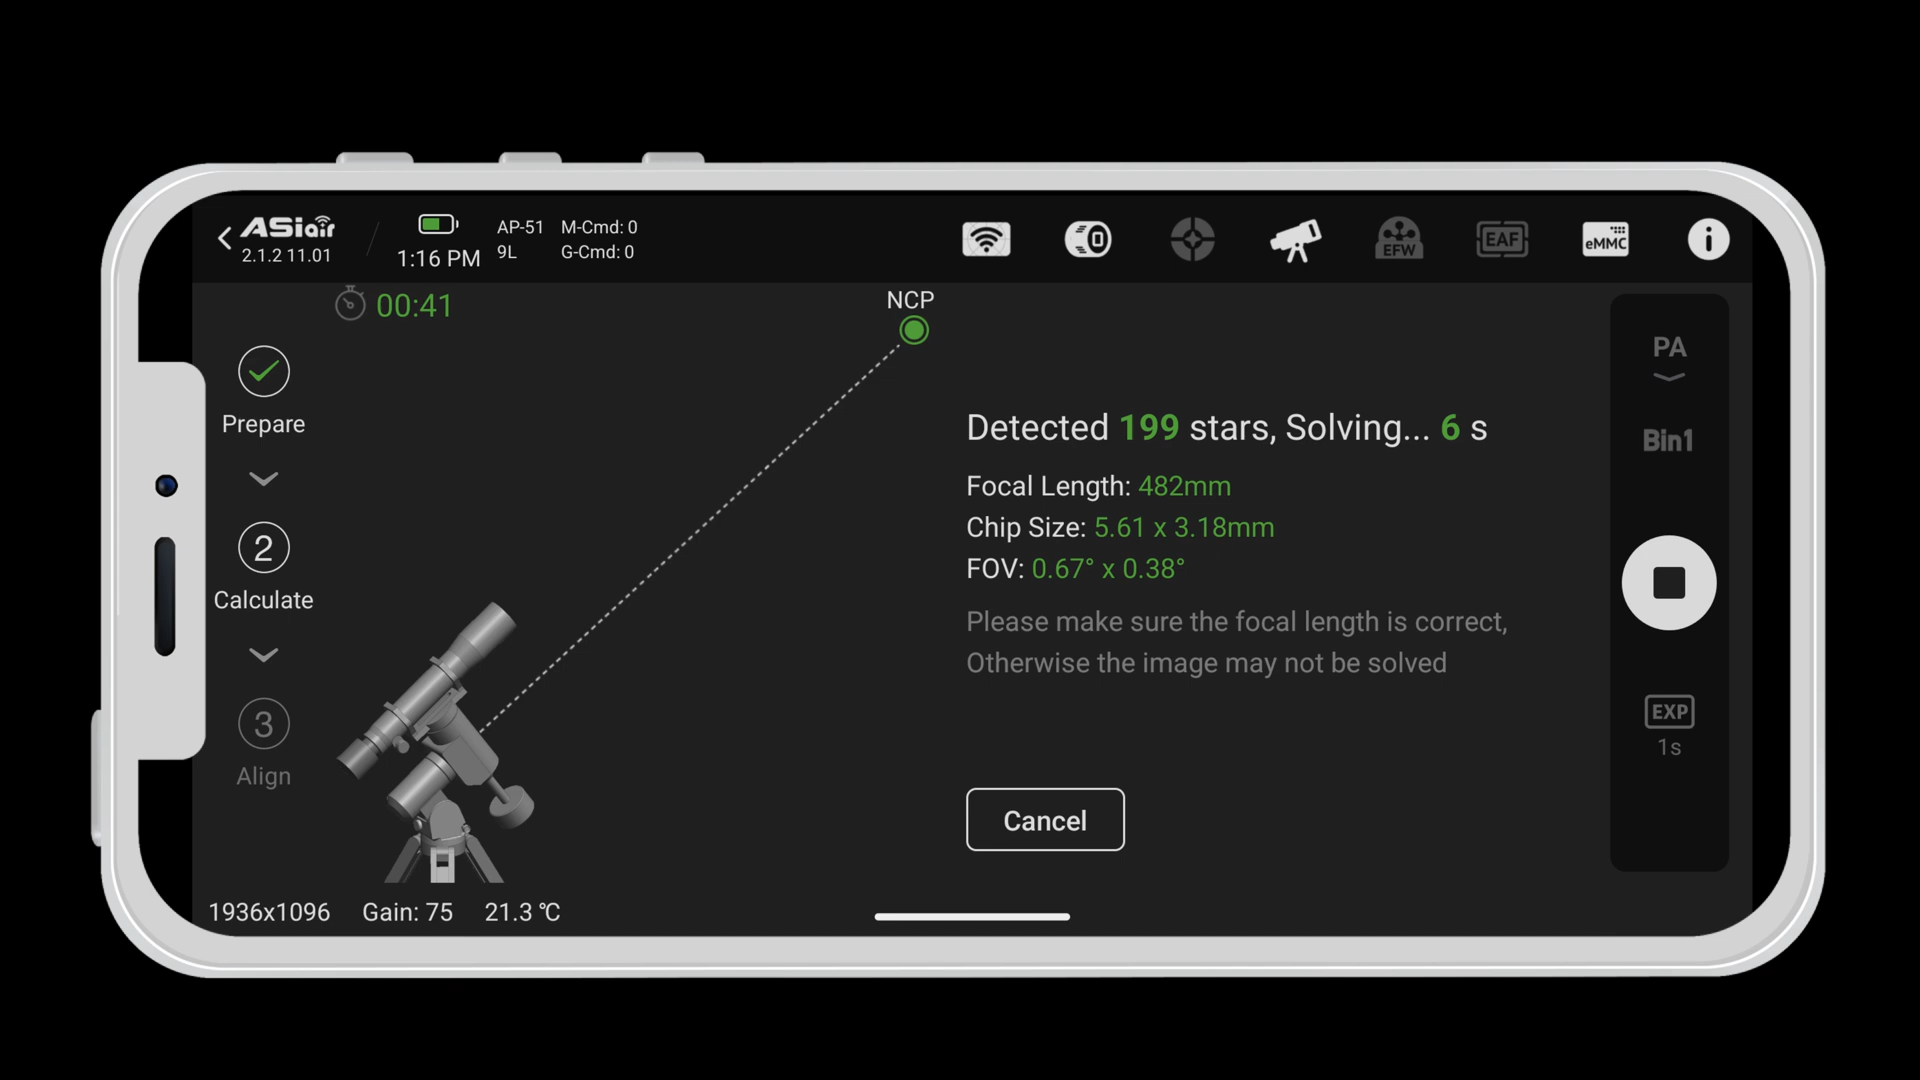 ASiair
2.1.2 11.01
1:16 PM
AP-51 M-Cmd: 0
9L G-Cmd: 0
EFW
EAF
eMMC
i
00:41
NCP
Prepare
2
Calculate
3
Align
Detected 199 stars, Solving... 6 s
Focal Length: 482mm
Chip Size: 5.61 x 3.18mm
FOV: 0.67° x 0.38°
Please make sure the focal length is correct,
Otherwise the image may not be solved
Cancel
PA
Bin1
EXP
1s
1936x1096 Gain: 75 21.3 ℃